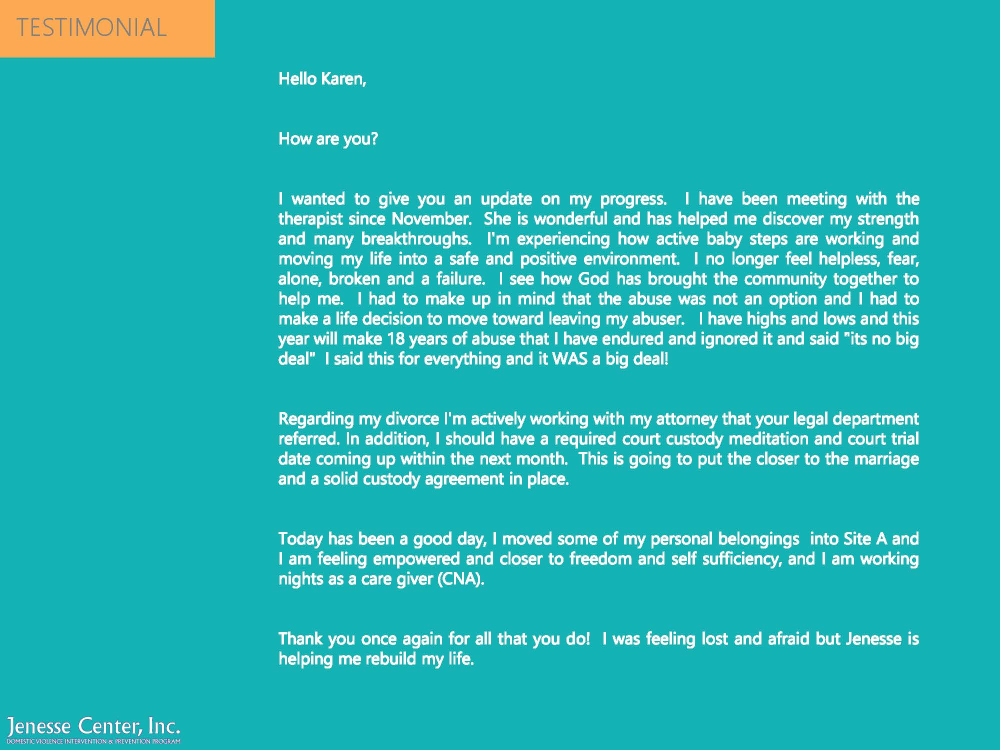 TESTIMONIAL
Hello Karen,
How are you?
I wanted to give you an update on my progress.  I have been meeting with the
therapist since November.  She is wonderful and has helped me discover my strength
and many breakthroughs.  I'm experiencing how active baby steps are working and
moving my life into a safe and positive environment.  I no longer feel helpless, fear,
alone, broken and a failure.  I see how God has brought the community together to
help me.  I had to make up in mind that the abuse was not an option and I had to
make a life decision to move toward leaving my abuser.   I have highs and lows and this
year will make 18 years of abuse that I have endured and ignored it and said "its no big
deal"  I said this for everything and it WAS a big deal!
Regarding my divorce I'm actively working with my attorney that your legal department
referred. In addition, I should have a required court custody meditation and court trial
date coming up within the next month.  This is going to put the closer to the marriage
and a solid custody agreement in place.
Today has been a good day, I moved some of my personal belongings  into Site A and
I am feeling empowered and closer to freedom and self sufficiency, and I am working
nights as a care giver (CNA).
Thank you once again for all that you do!  I was feeling lost and afraid but Jenesse is
helping me rebuild my life.
Jenesse Center, Inc.
DOMESTIC VIOLENCE INTERVENTION & PREVENTION PROGRAM